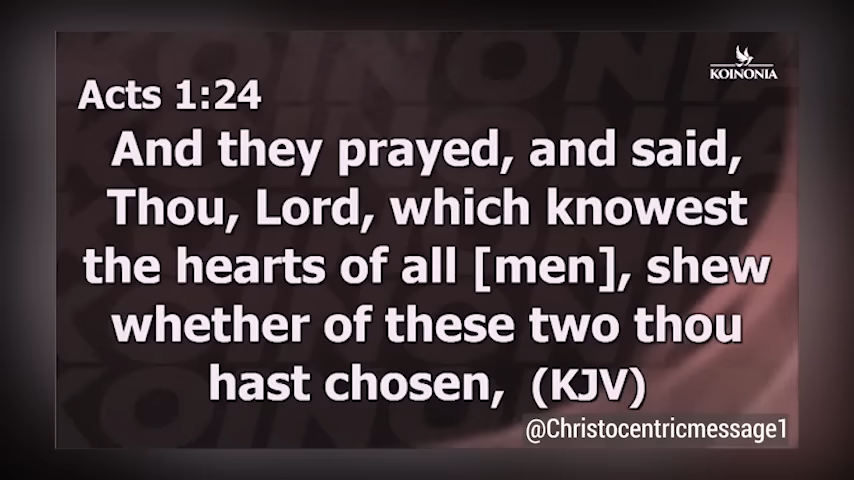 KOINONIA
Acts 1:24
And they prayed, and said,
Thou, Lord, which knowest
the hearts of all [men], shew
whether of these two thou
hast chosen, (KJV)
@Christocentricmessage1